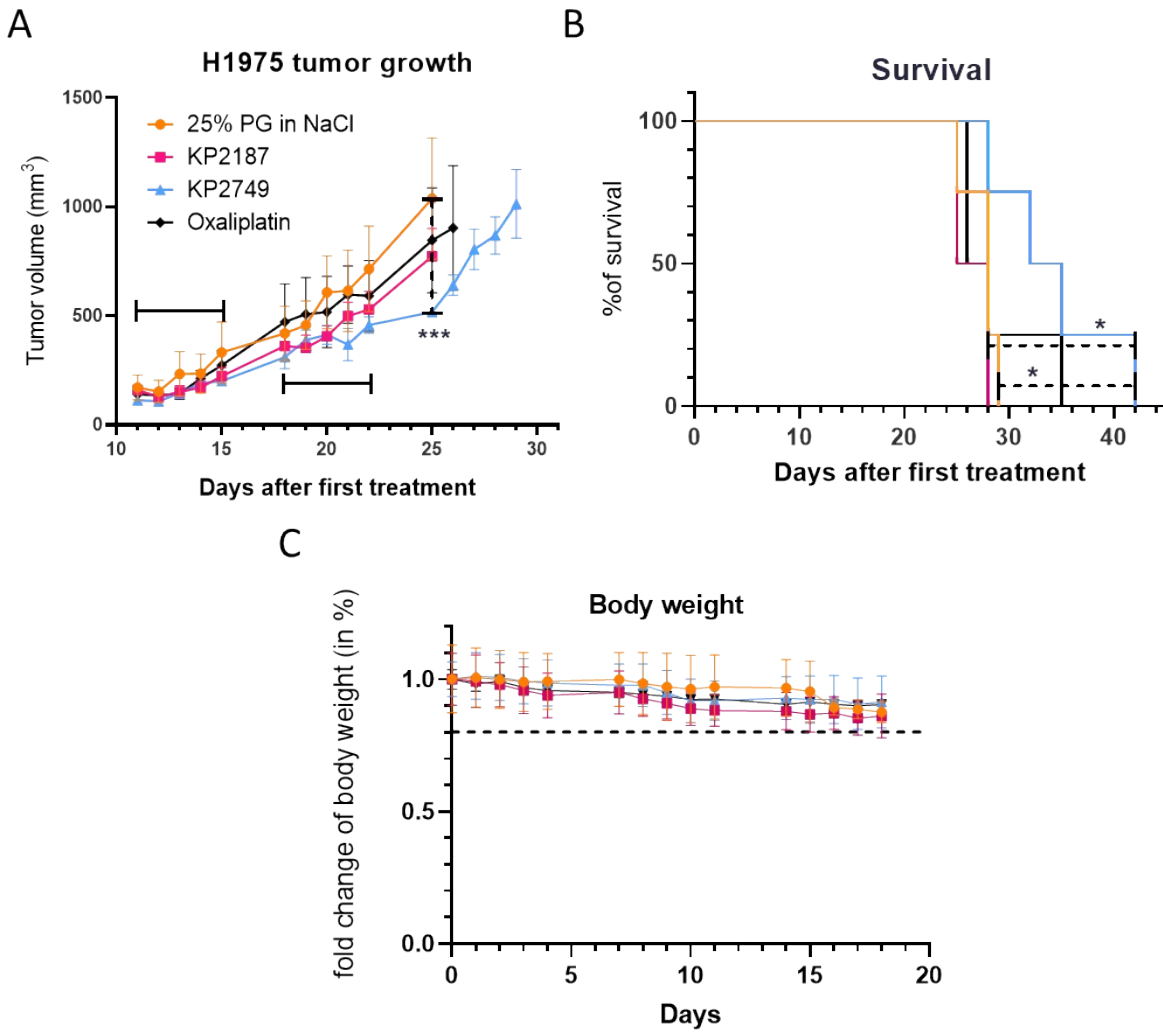 A
H1975 tumor growth
1500
1000
500
0
Tumor volume (mm³)
25% PG in NaCl
KP2187
KP2749
Oxaliplatin
***
10
15
20
25
30
Days after first treatment
B
Survival
100
50
0
%of survival
*
*
0
10
20
30
40
Days after first treatment
C
Body weight
1.0
0.5
0.0
fold change of body weight (in %)
0
5
10
15
20
Days